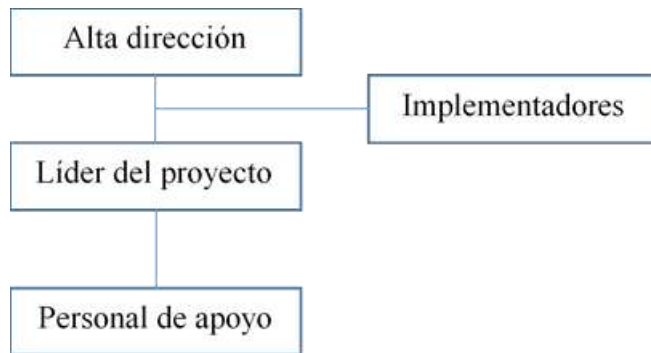 Alta dirección
Implementadores
Líder del proyecto
Personal de apoyo